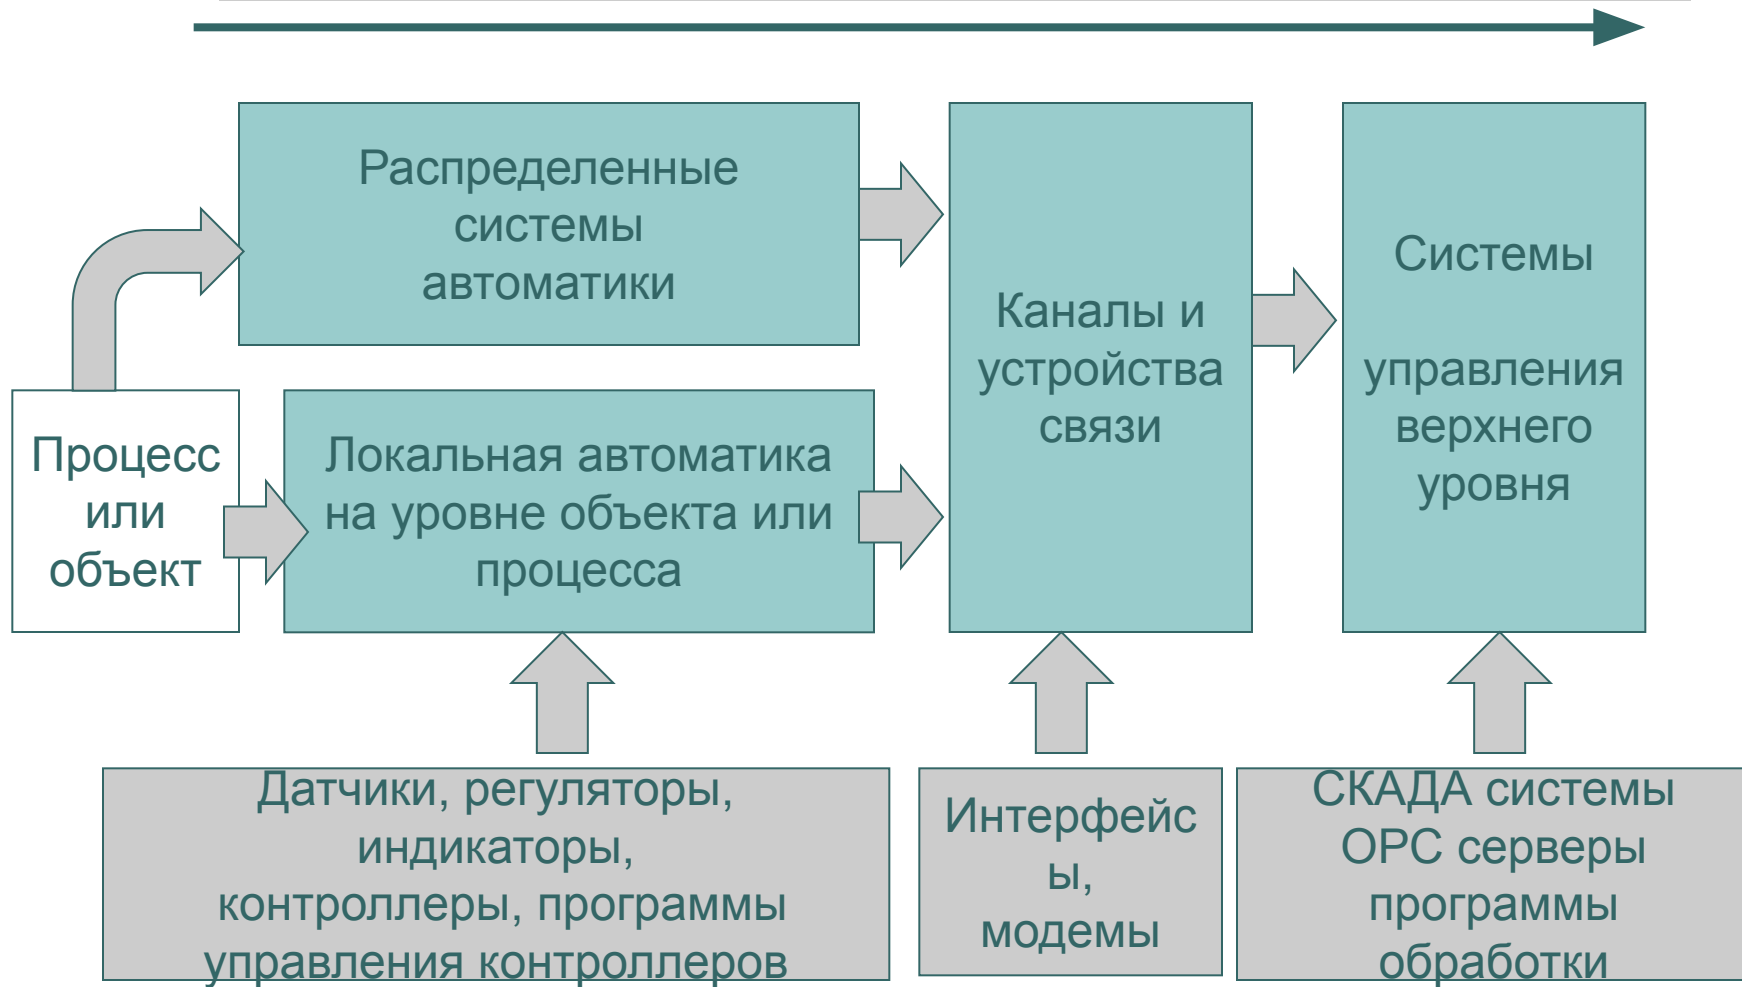 Распределенные
системы
автоматики
Процесс
или
объект
Локальная автоматика
на уровне объекта или
процесса
Каналы и
устройства
связи
Системы
управления
верхнего
уровня
Датчики, регуляторы,
индикаторы,
контроллеры, программы
управления контроллеров
Интерфейс
ы,
модемы
СКАДА системы
ОРС серверы
программы
обработки